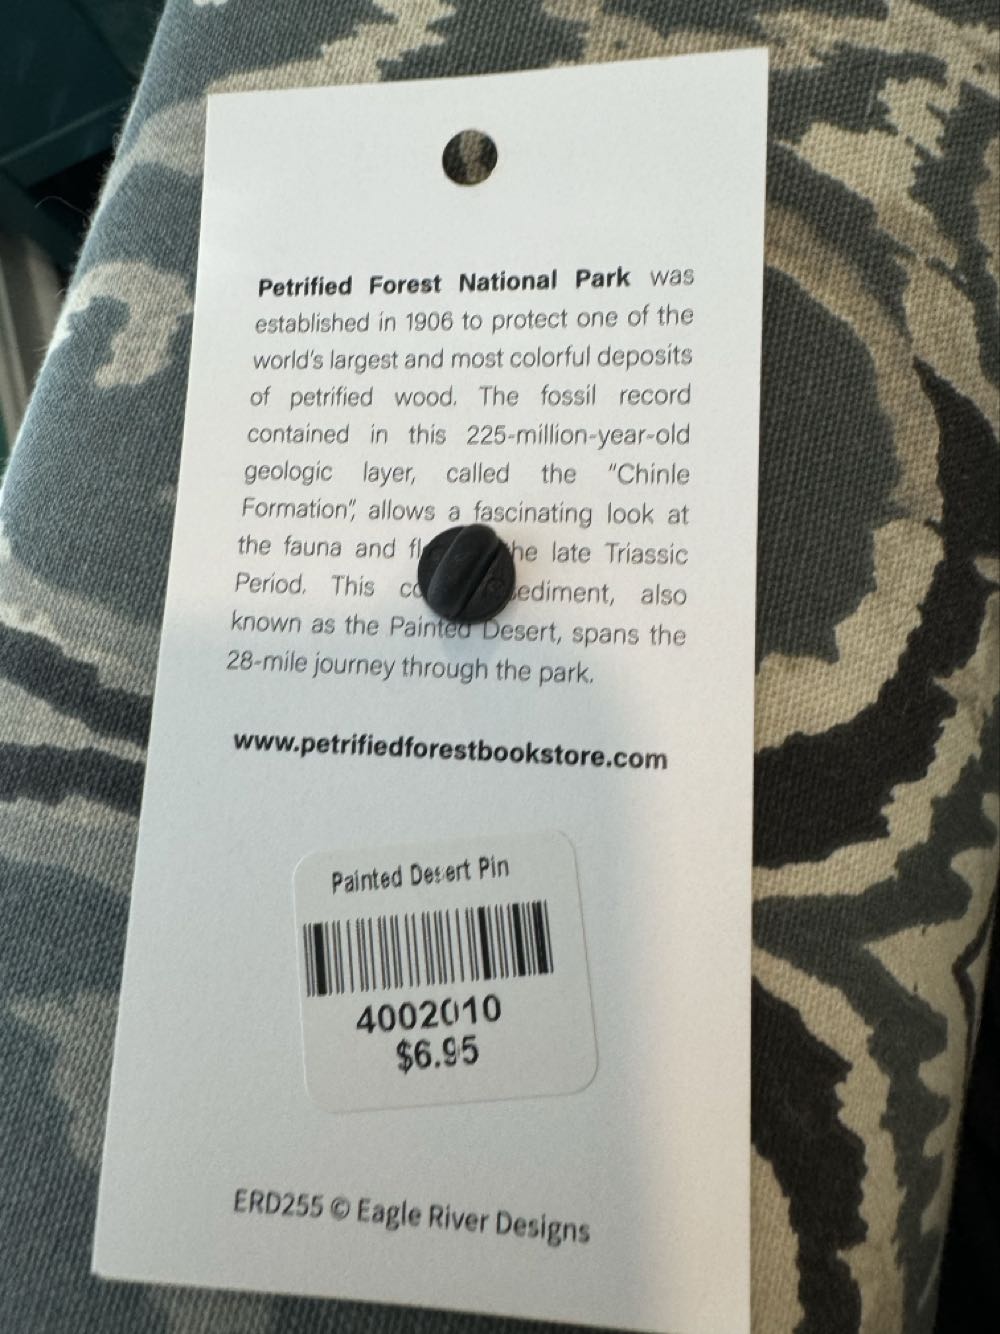 Petrified Forest National Park was
established in 1906 to protect one of the
world's largest and most colorful deposits
of petrified wood. The fossil record
contained in this 225-million-year-old
geologic layer, called the "Chinle
Formation", allows a fascinating look at
the fauna and the late Triassic
Period. This also
known as the Painted Desert, spans the
28-mile journey through the park.
www.petrifiedforestbookstore.com
Painted Desert Pin
4002010
$6.95
ERD255 © Eagle River Designs